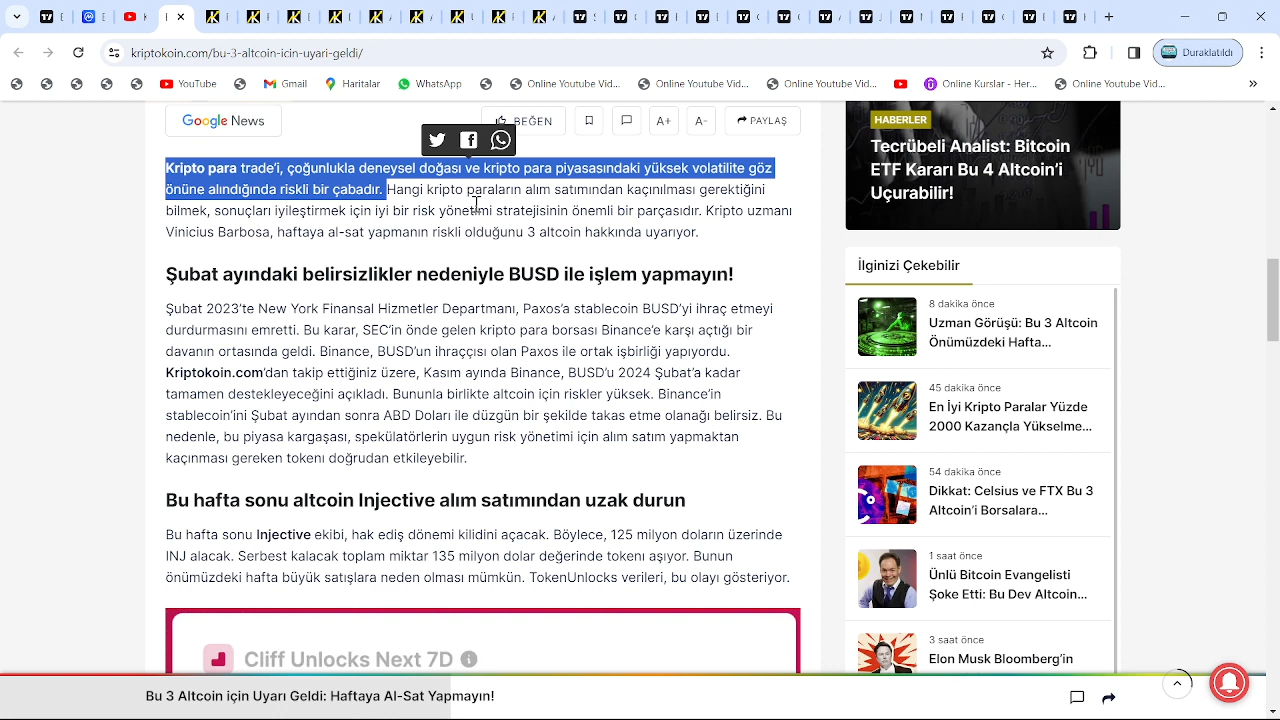 kriptokoin.com/bu-3-altcoin-icin-uyari-geldi/
Duraklatıldı
YouTube
Gmail
Haritalar
WhatsApp
Online Youtube Vid...
Online Youtube Vid...
Online Youtube Vid...
Online Kurslar - Her...
Online Youtube Vid...
»
Google News
BEĞEN
A+
A-
PAYLAŞ
Kripto para trade’i, çoğunlukla deneysel doğası ve kripto para piyasasındaki yüksek volatilite göz
önüne alındığında riskli bir çabadır. Hangi kripto paraların alım satımından kaçınılması gerektiğini
bilmek, sonuçları iyileştirmek için iyi bir risk yönetimi stratejisinin önemli bir parçasıdır. Kripto uzmanı
Vinicius Barbosa, haftaya al-sat yapmanın riskli olduğunu 3 altcoin hakkında uyarıyor.
Şubat ayındaki belirsizlikler nedeniyle BUSD ile işlem yapmayın!
Şubat 2023’te New York Finansal Hizmetler Departmanı, Paxos’a stablecoin BUSD’yi ihraç etmeyi
durdurmasını emretti. Bu karar, SEC’in önde gelen kripto para borsası Binance’e karşı açtığı bir
davanın ortasında geldi. Binance, BUSD’un ihraççısı olan Paxos ile ortak işbirliği yapıyordu.
Kriptokoin.com’dan takip ettiğiniz üzere, Kasım ayında Binance, BUSD’u 2024 Şubat’a kadar
tamamen destekleyeceğini açıkladı. Bununla birlikte altcoin için riskler yüksek. Binance’in
stablecoin’ini Şubat ayından sonra ABD Doları ile düzgün bir şekilde takas etme olanağı belirsiz. Bu
nedenle, bu piyasa kargaşası, spekülatörlerin uygun risk yönetimi için alım satım yapmaktan
kaçınması gereken tokenı doğrudan etkileyebilir.
Bu hafta sonu altcoin Injective alım satımından uzak durun
Bu hafta sonu Injective ekibi, hak ediş dönemi kilidini açacak. Böylece, 125 milyon doların üzerinde
INJ alacak. Serbest kalacak toplam miktar 135 milyon dolar değerinde tokenı aşıyor. Bunun
önümüzdeki hafta büyük satışlara neden olması mümkün. TokenUnlocks verileri, bu olayı gösteriyor.
Cliff Unlocks Next 7D
HABERLER
Tecrübeli Analist: Bitcoin
ETF Kararı Bu 4 Altcoin’i
Uçurabilir!
İlginizi Çekebilir
8 dakika önce
Uzman Görüşü: Bu 3 Altcoin
Önümüzdeki Hafta...
45 dakika önce
En İyi Kripto Paralar Yüzde
2000 Kazançla Yükselme...
54 dakika önce
Dikkat: Celsius ve FTX Bu 3
Altcoin’i Borsalara...
1 saat önce
Ünlü Bitcoin Evangelisti
Şoke Etti: Bu Dev Altcoin...
3 saat önce
Elon Musk Bloomberg’in
Bu 3 Altcoin için Uyarı Geldi: Haftaya Al-Sat Yapmayın!